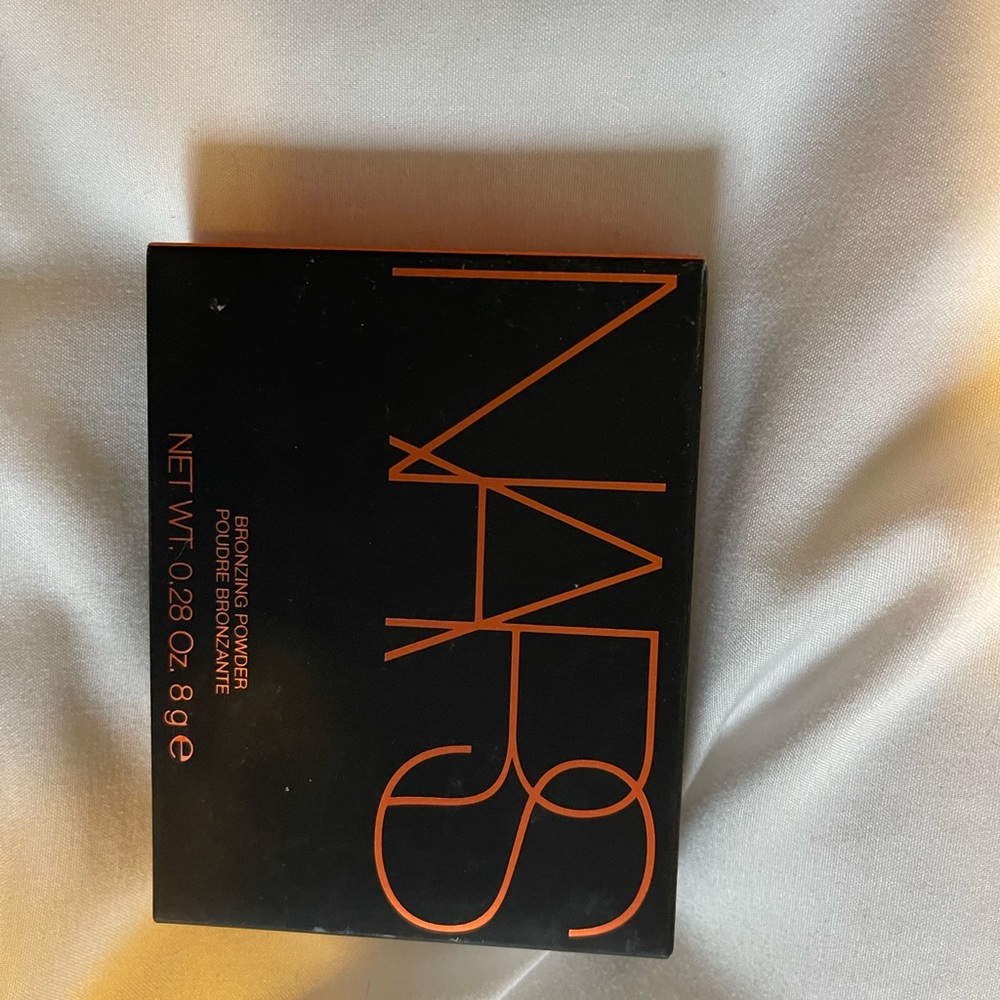 NARS
BRONZING POWDER
POUDRE BRONZANTE
NET WT. 0.28 Oz. 8 g e